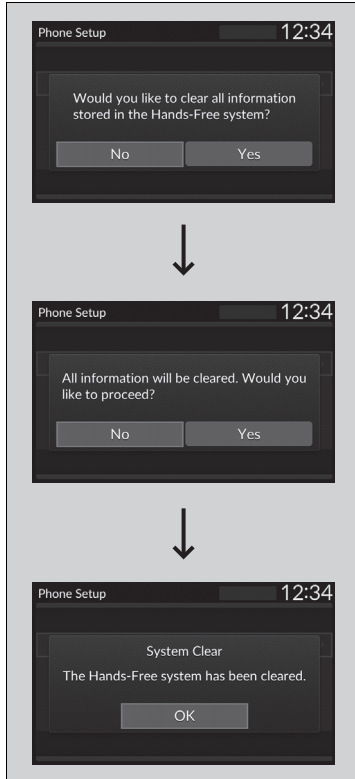 Phone Setup 12:34
Would you like to clear all information
stored in the Hands-Free system?
No Yes
Phone Setup 12:34
All information will be cleared. Would you
like to proceed?
No Yes
Phone Setup 12:34
System Clear
The Hands-Free system has been cleared.
OK